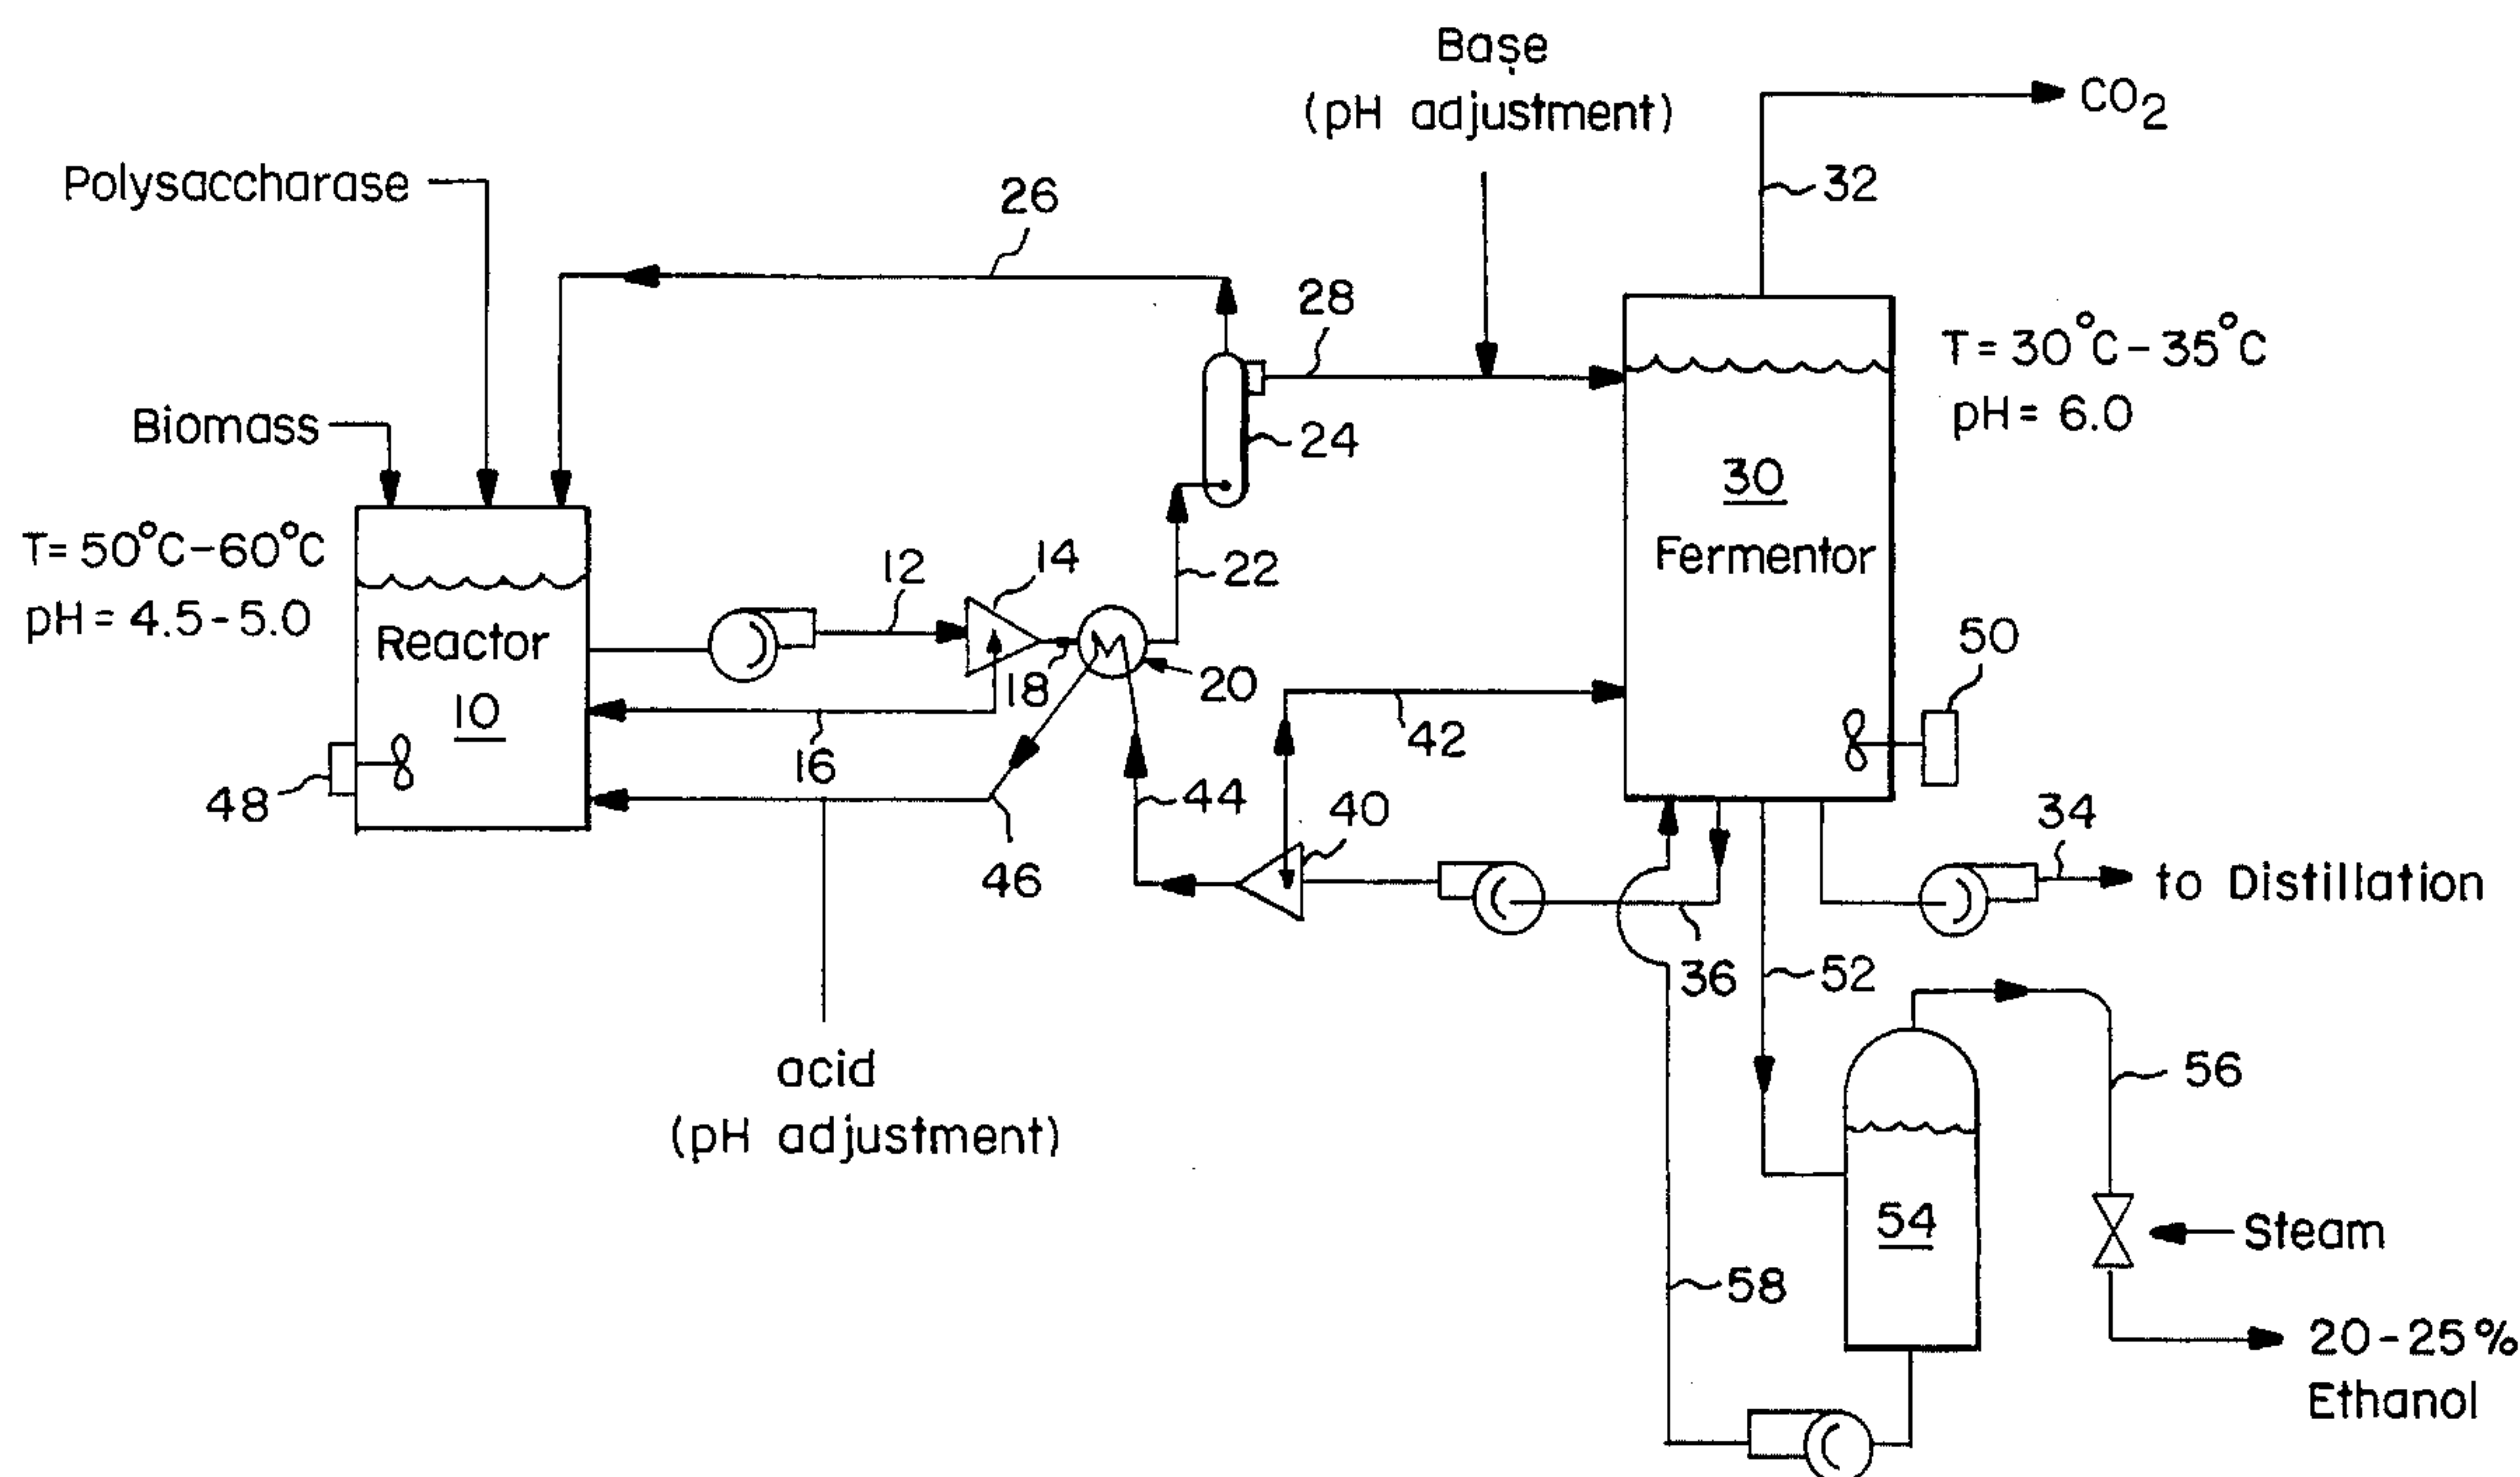 Base
(pH adjustment)
CO2
Polysaccharase
26
32
28
T= 30°C-35°C
pH= 6.0
Biomass
24
30
Fermentor
T= 50°C-60°C
pH = 4.5-5.0
12
14
22
Reactor
10
18
20
50
16
42
48
44
40
34
46
to Distillation
36
52
acid
(pH adjustment)
56
54
Steam
58
20-25%
Ethanol